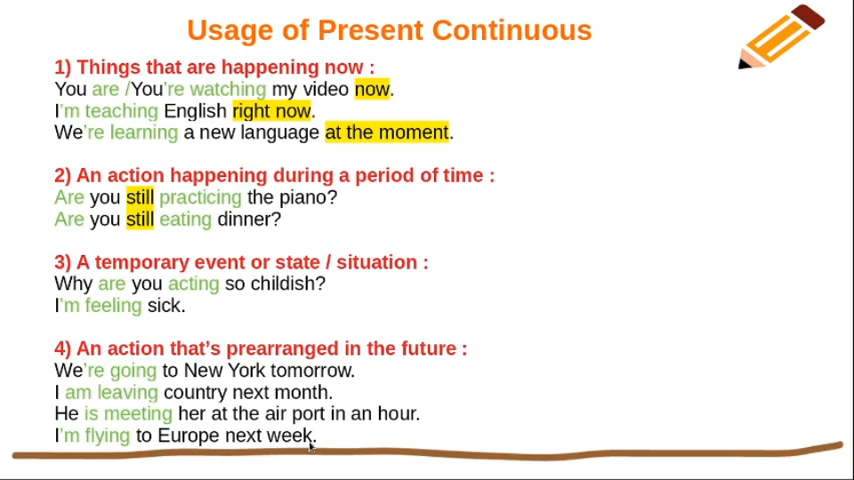 Usage of Present Continuous
1) Things that are happening now :
You are /You're watching my video now.
I'm teaching English right now.
We're learning a new language at the moment.
2) An action happening during a period of time :
Are you still practicing the piano?
Are you still eating dinner?
3) A temporary event or state / situation :
Why are you acting so childish?
I'm feeling sick.
4) An action that's prearranged in the future :
We're going to New York tomorrow.
I am leaving country next month.
He is meeting her at the air port in an hour.
I'm flying to Europe next week.